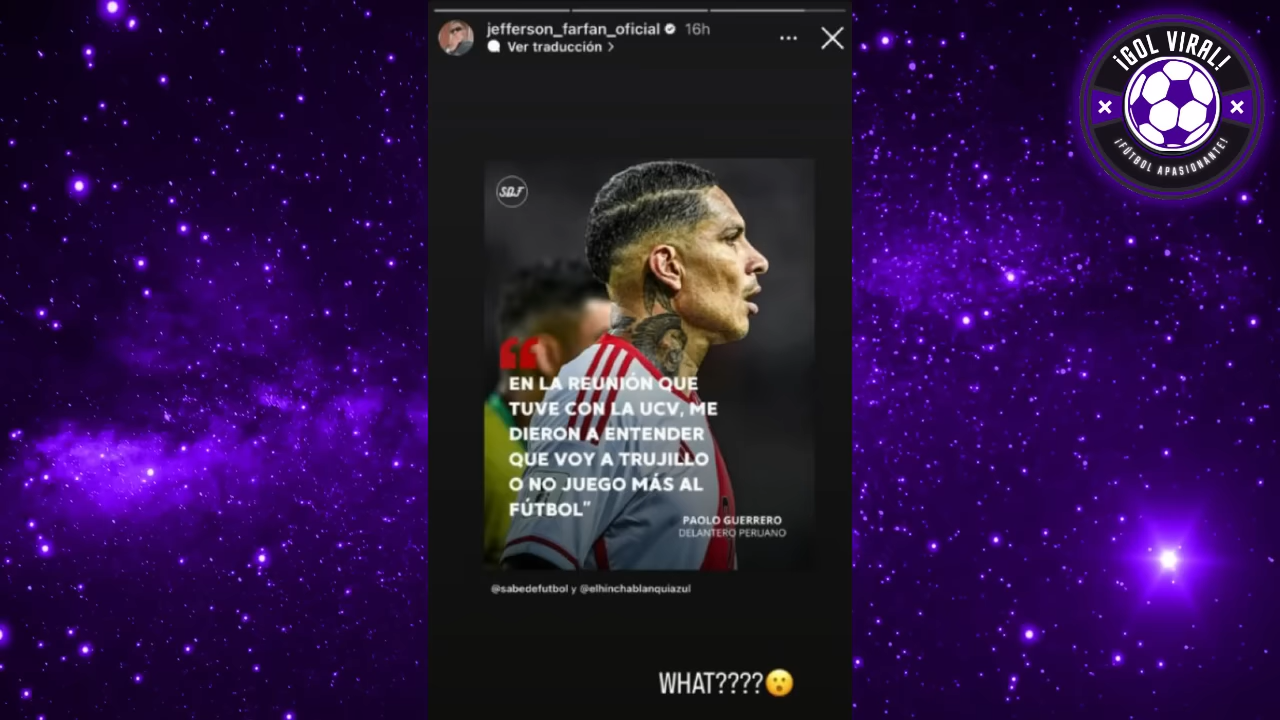 jefferson_farfan_oficial 16h
Ver traducción >
¡GOL VIRAL!
¡FÚTBOL APASIONANTE!
SDF
“
EN LA REUNIÓN QUE
TUVE CON LA UCV, ME
DIERON A ENTENDER
QUE VOY A TRUJILLO
O NO JUEGO MÁS AL
FÚTBOL”
PAOLO GUERRERO
DELANTERO PERUANO
@sabedefutbol y @elhinchablanquiazul
WHAT????😮